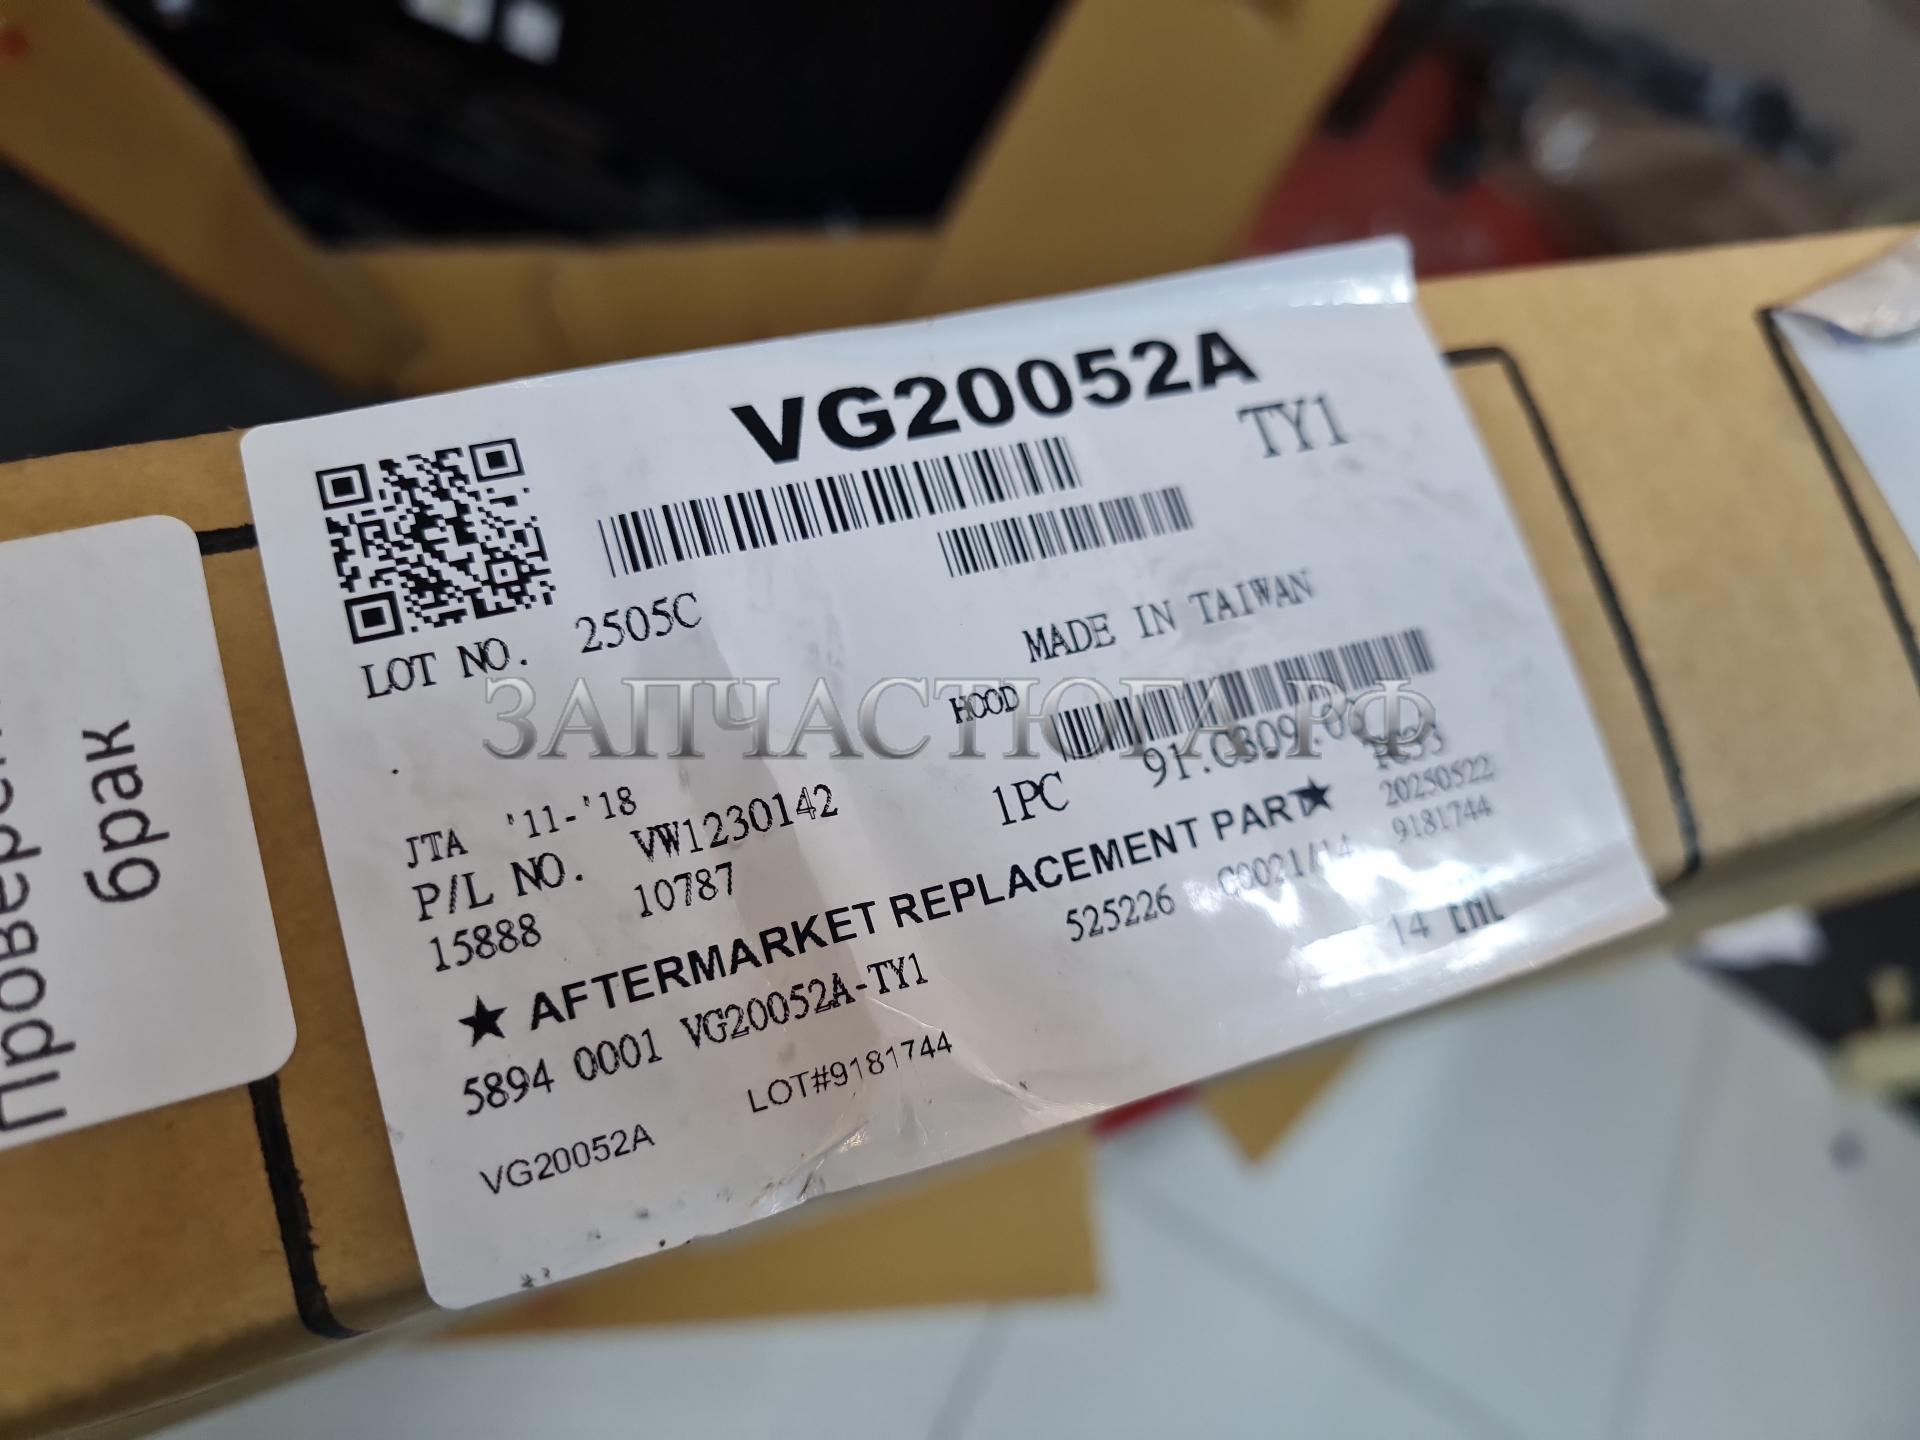 VG20052A
TY1
LOT NO. 2505C
MADE IN TAIWAN
HOOD
ЗАПЧАСТЮГА.РФ
JTA '11-'18
1PC
P/L NO. VW1230142
15888 10787
20250522
9181744
★ AFTERMARKET REPLACEMENT PART★
525226
5894 0001 VG20052A-TY1
VG20052A LOT#9181744
брак